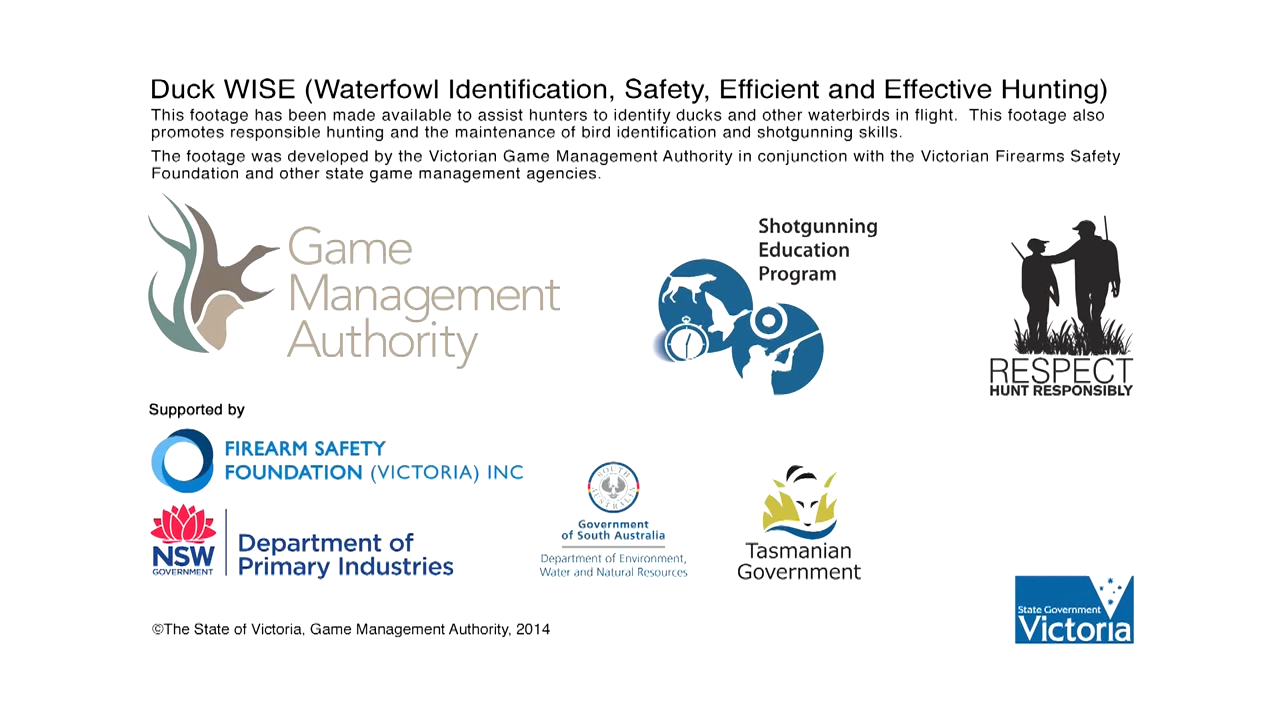 Duck WISE (Waterfowl Identification, Safety, Efficient and Effective Hunting)
This footage has been made available to assist hunters to identify ducks and other waterbirds in flight.  This footage also
promotes responsible hunting and the maintenance of bird identification and shotgunning skills.
The footage was developed by the Victorian Game Management Authority in conjunction with the Victorian Firearms Safety
Foundation and other state game management agencies.
Game
Management
Authority
Shotgunning
Education
Program
RESPECT
HUNT RESPONSIBLY
Supported by
FIREARM SAFETY
FOUNDATION (VICTORIA) INC
NSW
GOVERNMENT
Department of
Primary Industries
SOUTH
AUSTRALIA
Government
of South Australia
Department of Environment,
Water and Natural Resources
Tasmanian
Government
©The State of Victoria, Game Management Authority, 2014
State Government
Victoria